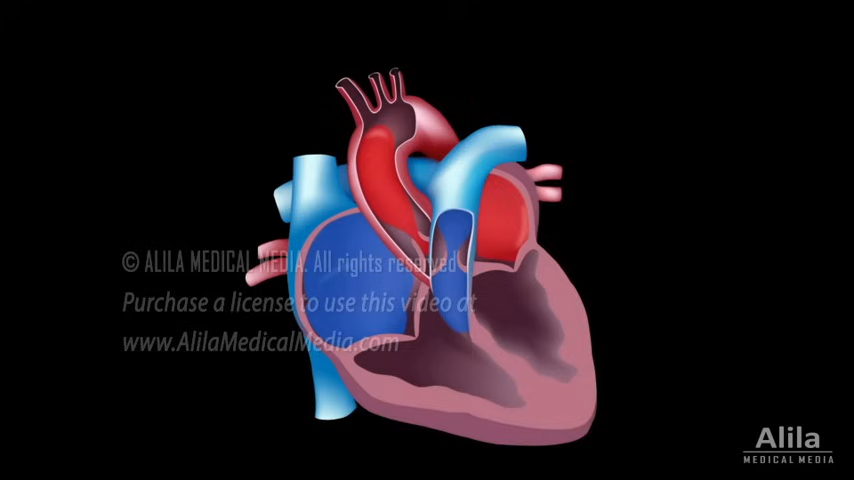 © ALILA MEDICAL MEDIA. All rights reserved
Purchase a license to use this video at
www.AlilaMedicalMedia.com
Alila
MEDICAL MEDIA